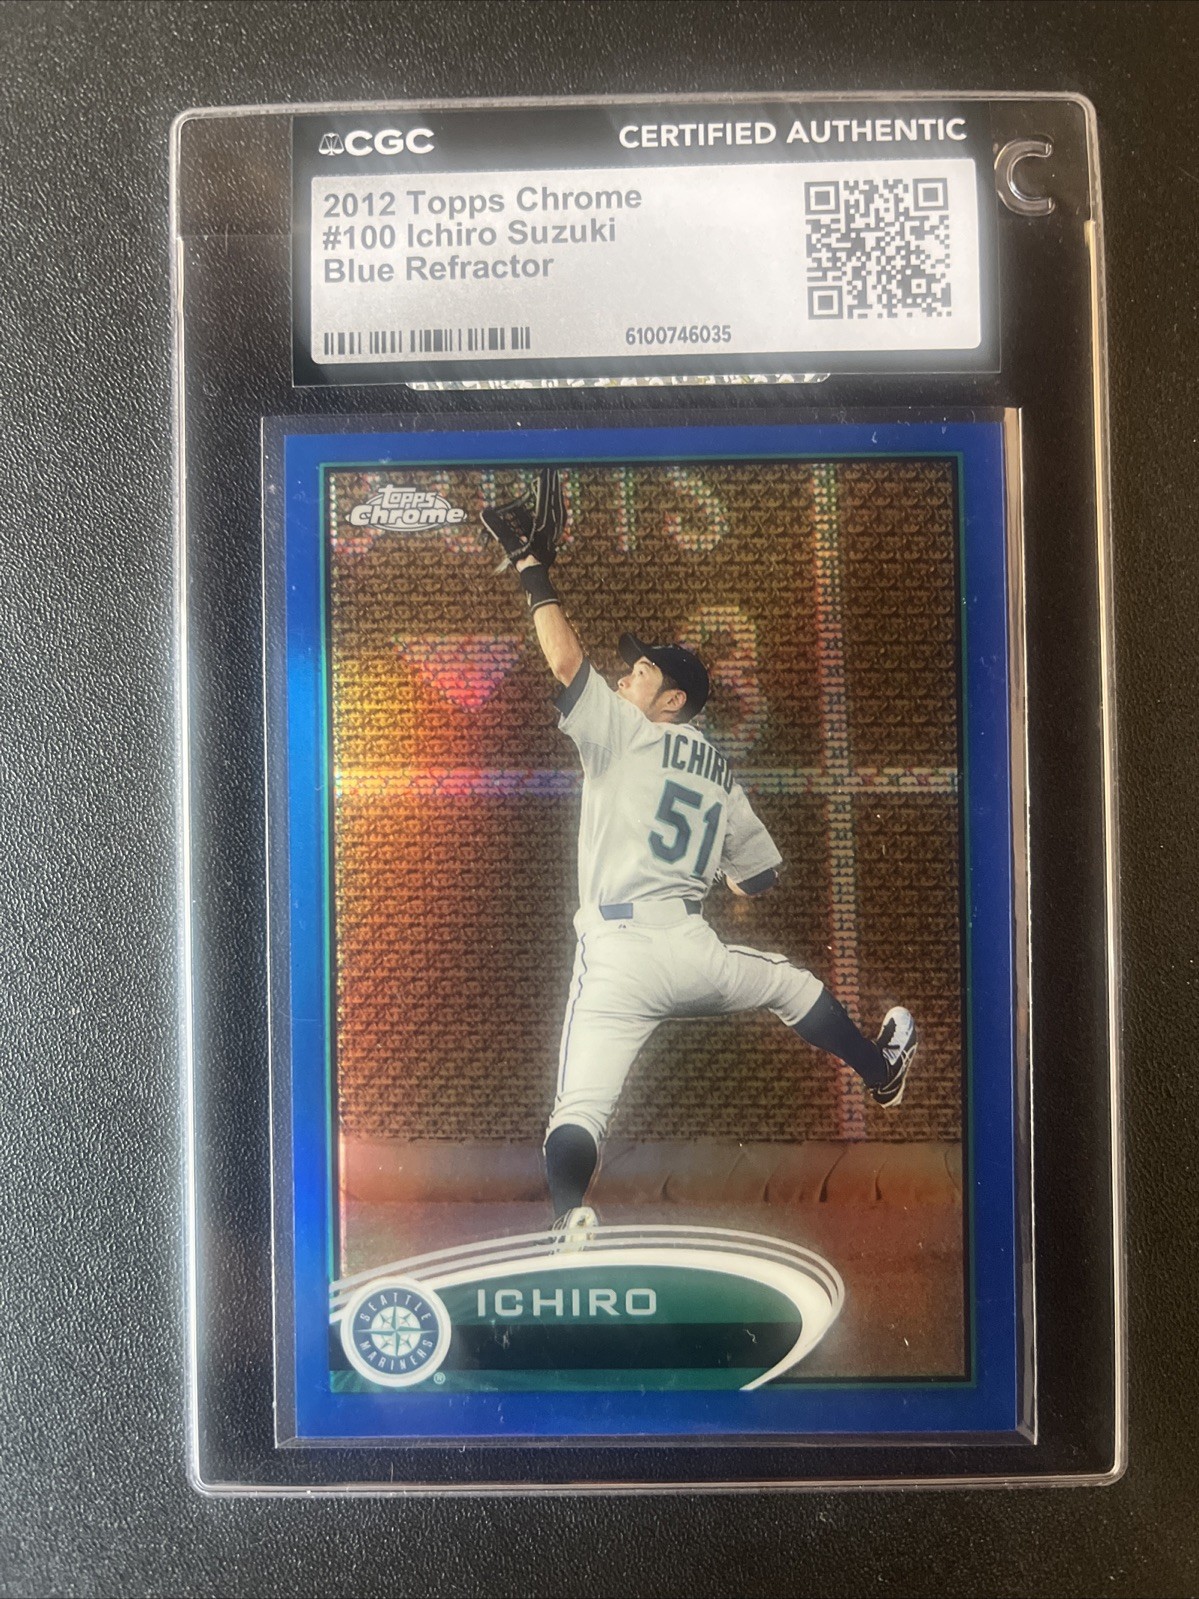 CGC CERTIFIED AUTHENTIC
2012 Topps Chrome
#100 Ichiro Suzuki
Blue Refractor
6100746035
topps
Chrome
ICHIRO
51
ICHIRO
SEATTLE
MARINERS
®